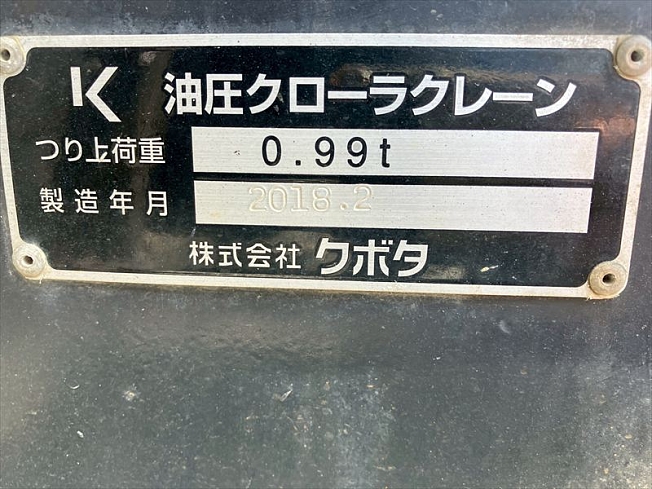 K 油圧クローラクレーン
つり上荷重 0.99t
製造年月 2018.2
株式会社 クボタ